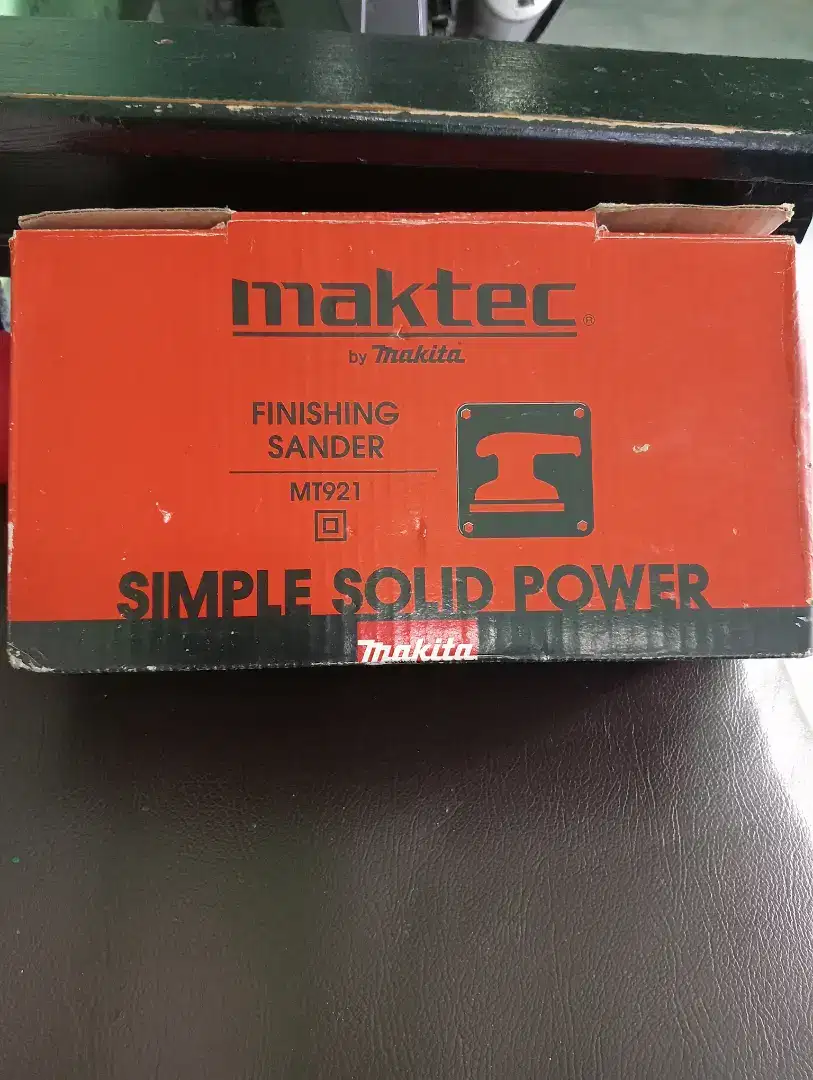 maktec®
by makita
FINISHING
SANDER
MT921
SIMPLE SOLID POWER
makita